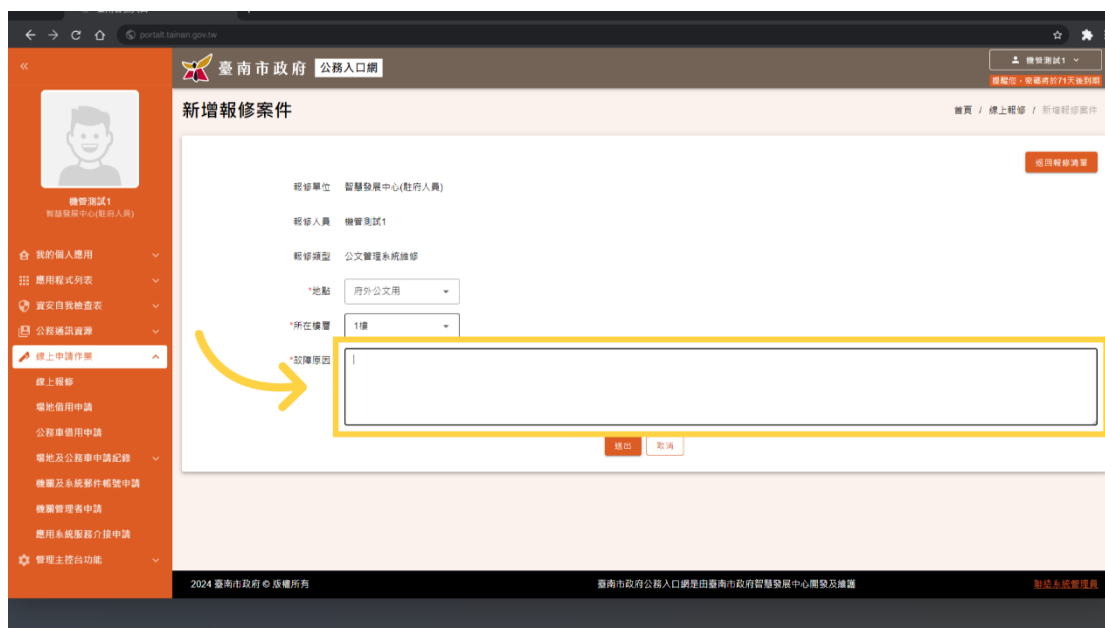 portalt.tainan.gov.tw
臺南市政府 公務入口網
機管測試1
提醒您，密碼將於71天後到期
新增報修案件
首頁 / 線上報修 / 新增報修案件
返回報修清單
機管測試1
智慧發展中心(駐府人員)
我的個人應用
應用程式列表
資安自我檢查表
公務通訊資源
線上申請作業
線上報修
場地借用申請
公務車借用申請
場地及公務車申請紀錄
機關及系統郵件帳號申請
機關管理者申請
應用系統服務介接申請
管理主控台功能
報修單位 智慧發展中心(駐府人員)
報修人員 機管測試1
報修類型 公文管理系統維修
*地點 府外公文用
*所在樓層 1樓
*故障原因
送出 取消
2024 臺南市政府 © 版權所有
臺南市政府公務入口網是由臺南市政府智慧發展中心開發及維護
聯絡系統管理員